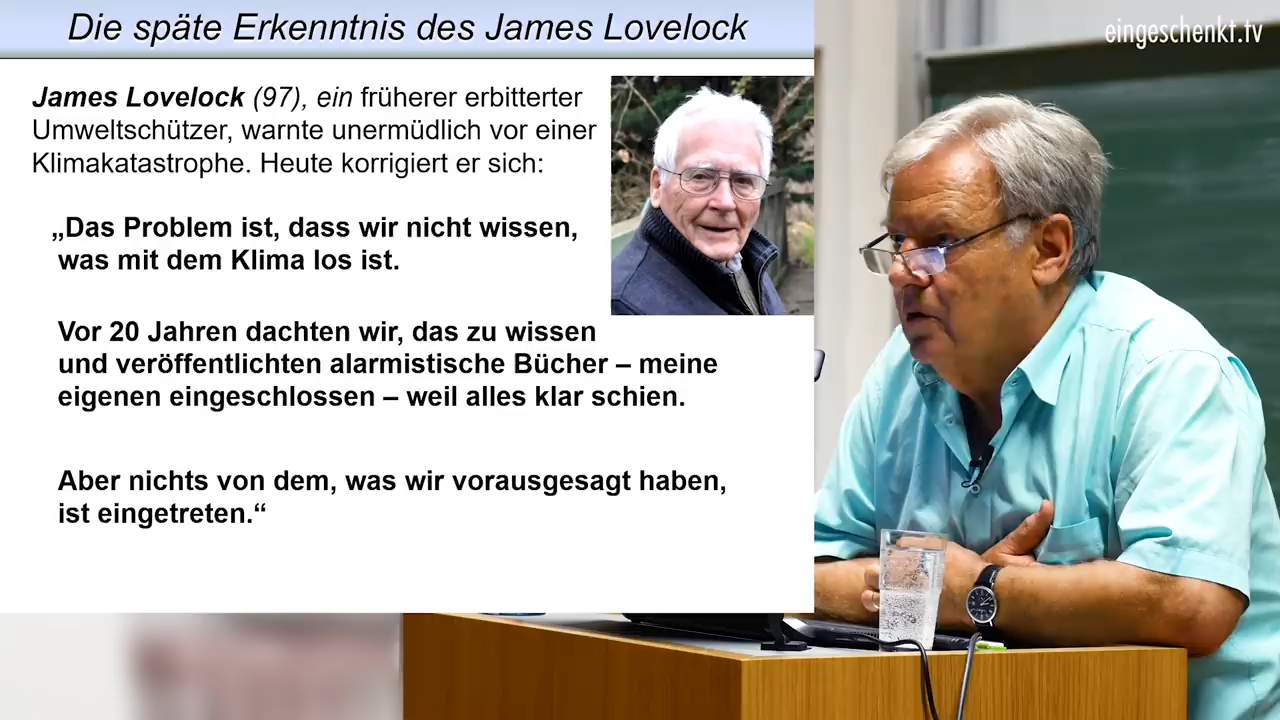 Die späte Erkenntnis des James Lovelock
eingeschenkt.tv
James Lovelock (97), ein früherer erbitterter
Umweltschützer, warnte unermüdlich vor einer
Klimakatastrophe. Heute korrigiert er sich:
„Das Problem ist, dass wir nicht wissen,
was mit dem Klima los ist.
Vor 20 Jahren dachten wir, das zu wissen
und veröffentlichten alarmistische Bücher – meine
eigenen eingeschlossen – weil alles klar schien.
Aber nichts von dem, was wir vorausgesagt haben,
ist eingetreten.“